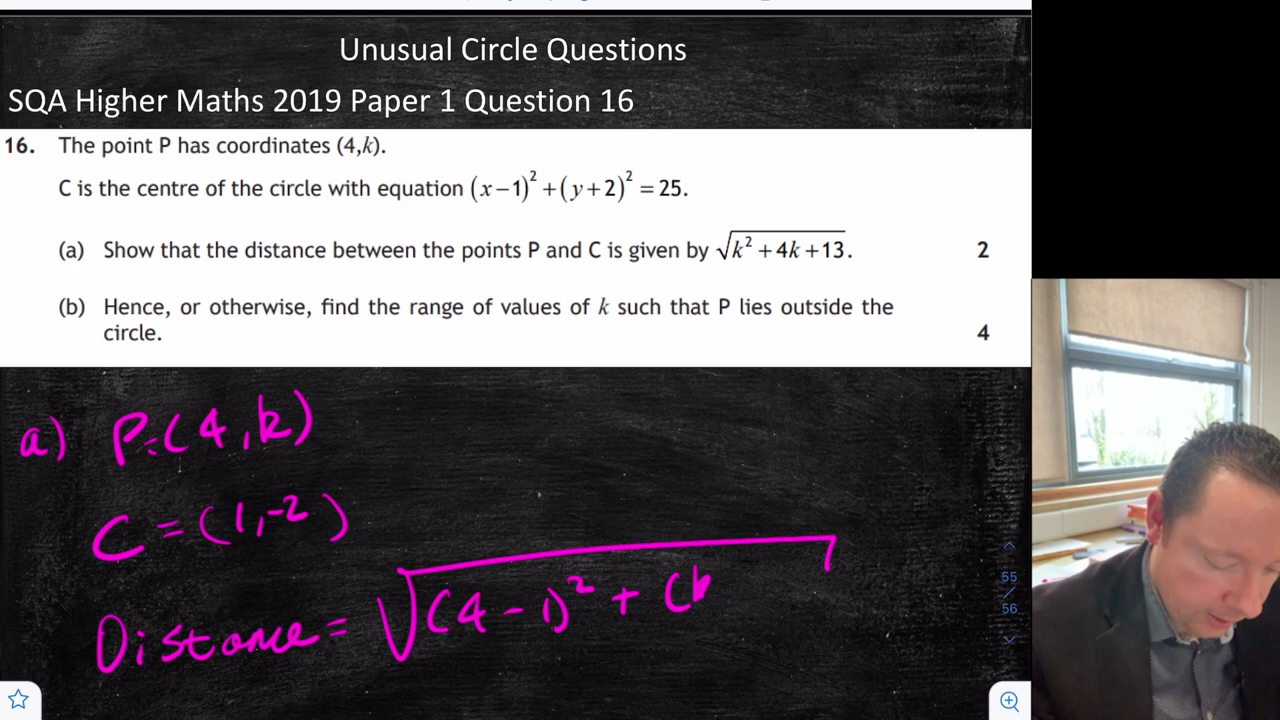 Unusual Circle Questions
SQA Higher Maths 2019 Paper 1 Question 16
16. The point P has coordinates (4,k).
C is the centre of the circle with equation (x−1)² + (y+2)² = 25.
(a) Show that the distance between the points P and C is given by √(k² + 4k + 13). 2
(b) Hence, or otherwise, find the range of values of k such that P lies outside the
circle. 4
a) P=(4,k)
C = (1,-2)
Distance = √(4-1)² + (k
55
/
56